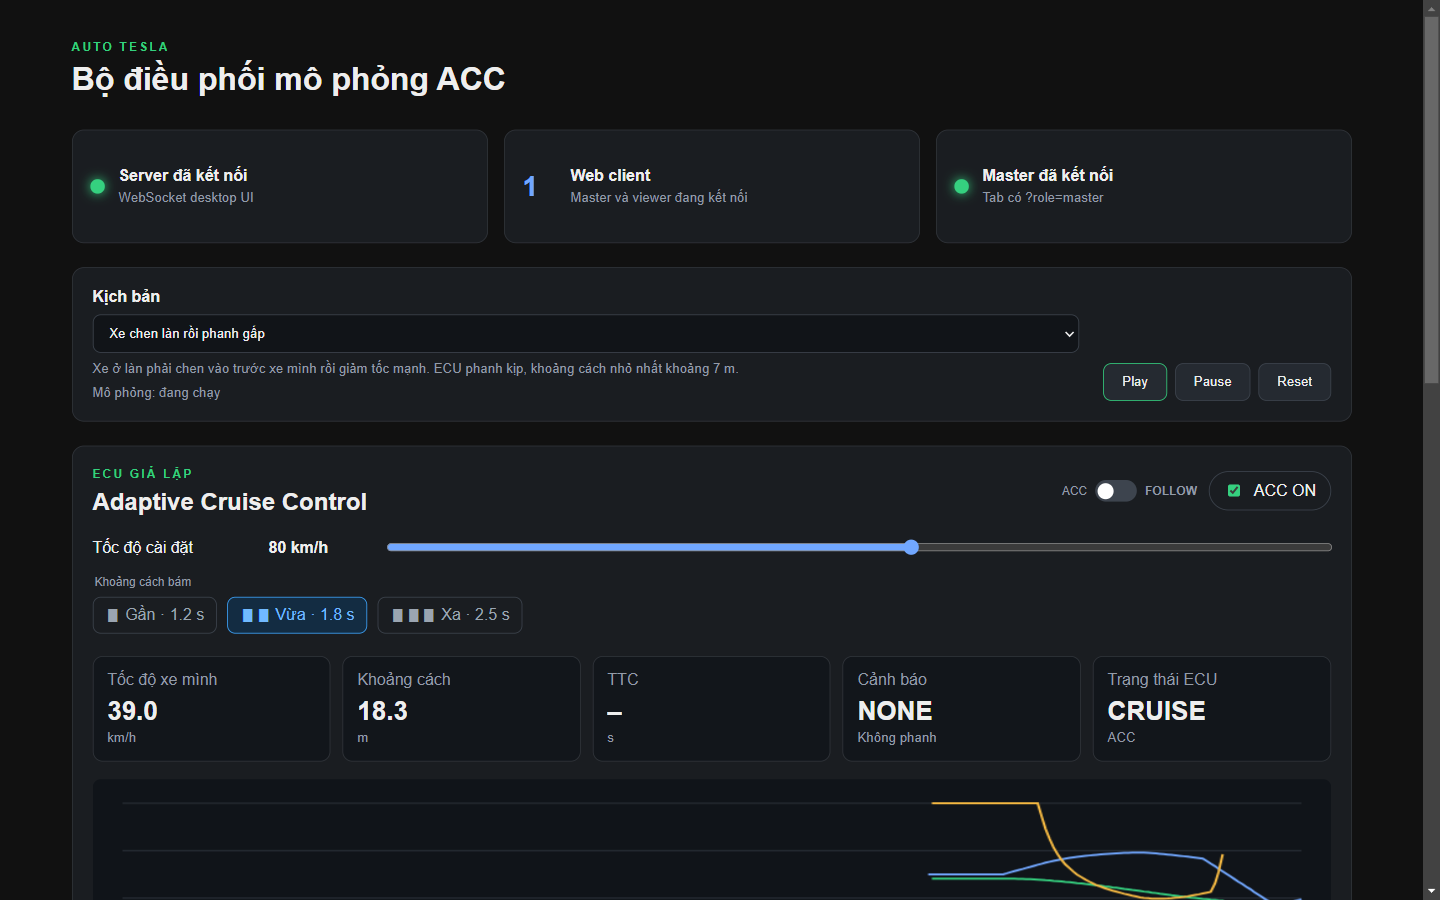 AUTO TESLA
Bộ điều phối mô phỏng ACC
Server đã kết nối
WebSocket desktop UI
1
Web client
Master và viewer đang kết nối
Master đã kết nối
Tab có ?role=master
Kịch bản
Xe chen làn rồi phanh gấp
Xe ở làn phải chen vào trước xe mình rồi giảm tốc mạnh. ECU phanh kịp, khoảng cách nhỏ nhất khoảng 7 m.
Mô phỏng: đang chạy
Play
Pause
Reset
ECU GIẢ LẬP
Adaptive Cruise Control
ACC
FOLLOW
ACC ON
Tốc độ cài đặt
80 km/h
Khoảng cách bám
Gần · 1.2 s
Vừa · 1.8 s
Xa · 2.5 s
Tốc độ xe mình
39.0
km/h
Khoảng cách
18.3
m
TTC
–
s
Cảnh báo
NONE
Không phanh
Trạng thái ECU
CRUISE
ACC